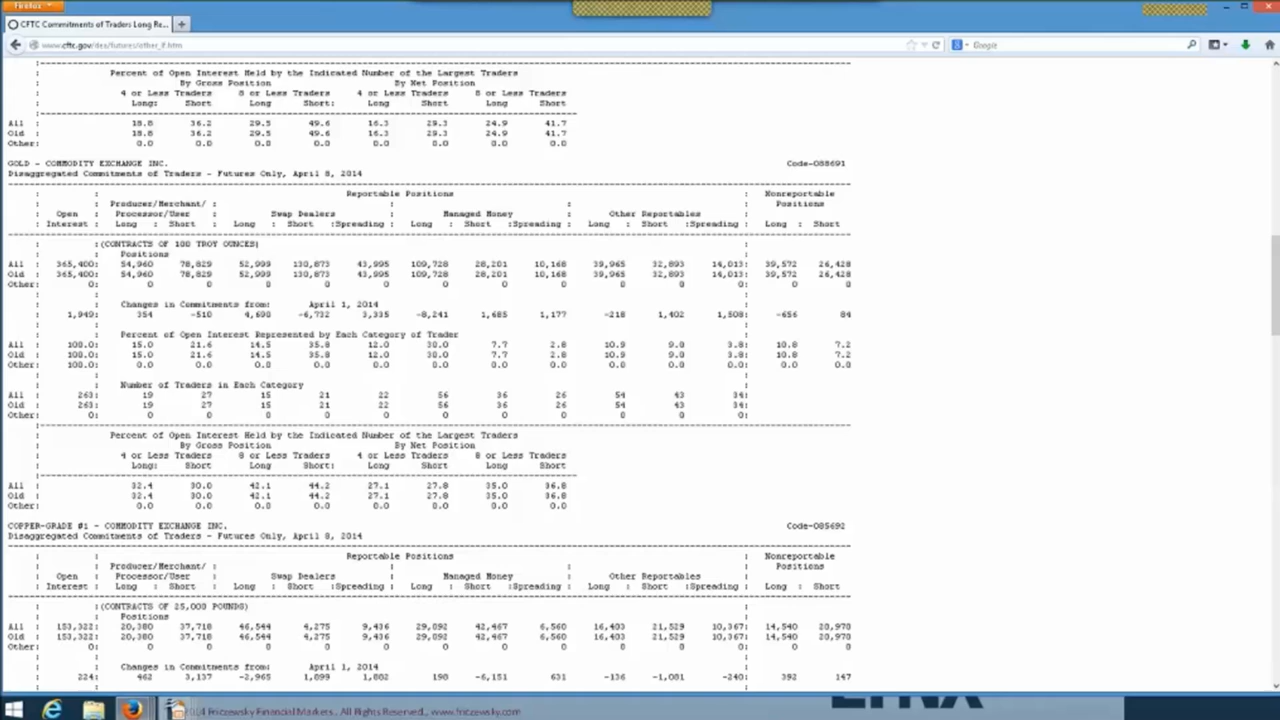 Firefox
CFTC Commitments of Traders Long Re...
www.cftc.gov/dea/futures/other_lf.htm
Google
Percent of Open Interest Held by the Indicated Number of the Largest Traders
By Gross Position By Net Position
4 or Less Traders 8 or Less Traders 4 or Less Traders 8 or Less Traders
Long: Short Long Short: Long Short Long Short
All : 18.8 36.2 29.5 49.6 16.3 29.3 24.9 41.7
Old : 18.8 36.2 29.5 49.6 16.3 29.3 24.9 41.7
Other: 0.0 0.0 0.0 0.0 0.0 0.0 0.0 0.0
GOLD - COMMODITY EXCHANGE INC. Code-088691
Disaggregated Commitments of Traders - Futures Only, April 8, 2014
: : Reportable Positions : Nonreportable
: : Producer/Merchant/ : : : : Positions
: Open : Processor/User : Swap Dealers : Managed Money : Other Reportables :
: Interest : Long : Short : Long : Short :Spreading : Long : Short :Spreading : Long : Short :Spreading : Long : Short
: :(CONTRACTS OF 100 TROY OUNCES) :
: : Positions :
All : 365,400: 54,960 78,829 52,999 130,873 43,995 109,728 28,201 10,168 39,965 32,893 14,013: 39,572 26,428
Old : 365,400: 54,960 78,829 52,999 130,873 43,995 109,728 28,201 10,168 39,965 32,893 14,013: 39,572 26,428
Other: 0: 0 0 0 0 0 0 0 0 0 0 0: 0 0
: : Changes in Commitments from: April 1, 2014 :
: 1,949: 354 -510 4,690 -6,732 3,335 -8,241 1,685 1,177 -218 1,402 1,508: -656 84
: : Percent of Open Interest Represented by Each Category of Trader :
All : 100.0: 15.0 21.6 14.5 35.8 12.0 30.0 7.7 2.8 10.9 9.0 3.8: 10.8 7.2
Old : 100.0: 15.0 21.6 14.5 35.8 12.0 30.0 7.7 2.8 10.9 9.0 3.8: 10.8 7.2
Other: 100.0: 0.0 0.0 0.0 0.0 0.0 0.0 0.0 0.0 0.0 0.0 0.0: 0.0 0.0
: : Number of Traders in Each Category :
All : 263: 19 27 15 21 22 56 36 26 54 43 34:
Old : 263: 19 27 15 21 22 56 36 26 54 43 34:
Other: 0: 0 0 0 0 0 0 0 0 0 0 0:
Percent of Open Interest Held by the Indicated Number of the Largest Traders
By Gross Position By Net Position
4 or Less Traders 8 or Less Traders 4 or Less Traders 8 or Less Traders
Long: Short Long Short: Long Short Long Short
All : 32.4 30.0 42.1 44.2 27.1 27.8 35.0 36.8
Old : 32.4 30.0 42.1 44.2 27.1 27.8 35.0 36.8
Other: 0.0 0.0 0.0 0.0 0.0 0.0 0.0 0.0
COPPER-GRADE #1 - COMMODITY EXCHANGE INC. Code-085692
Disaggregated Commitments of Traders - Futures Only, April 8, 2014
: : Reportable Positions : Nonreportable
: : Producer/Merchant/ : : : : Positions
: Open : Processor/User : Swap Dealers : Managed Money : Other Reportables :
: Interest : Long : Short : Long : Short :Spreading : Long : Short :Spreading : Long : Short :Spreading : Long : Short
: :(CONTRACTS OF 25,000 POUNDS) :
: : Positions :
All : 153,322: 20,380 37,718 46,544 4,275 9,436 29,892 42,467 6,560 16,403 21,529 10,367: 14,540 20,970
Old : 153,322: 20,380 37,718 46,544 4,275 9,436 29,892 42,467 6,560 16,403 21,529 10,367: 14,540 20,970
Other: 0: 0 0 0 0 0 0 0 0 0 0 0: 0 0
: : Changes in Commitments from: April 1, 2014 :
: 224: 462 3,137 -2,965 1,899 1,882 198 -6,151 631 -136 -1,081 -240: 392 147
Friczewsky Financial Markets. All Rights Reserved. www.friczewsky.com